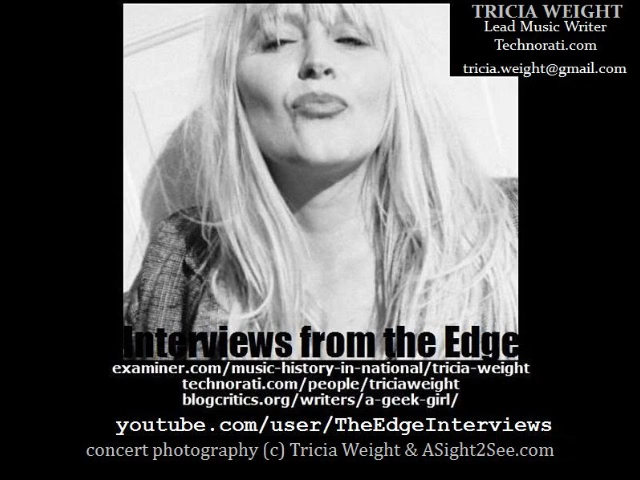 TRICIA WEIGHT
Lead Music Writer
Technorati.com
tricia.weight@gmail.com
Interviews from the Edge
examiner.com/music-history-in-national/tricia-weight
technorati.com/people/triciaweight
blogcritics.org/writers/a-geek-girl/
youtube.com/user/TheEdgeInterviews
concert photography (c) Tricia Weight & ASight2See.com